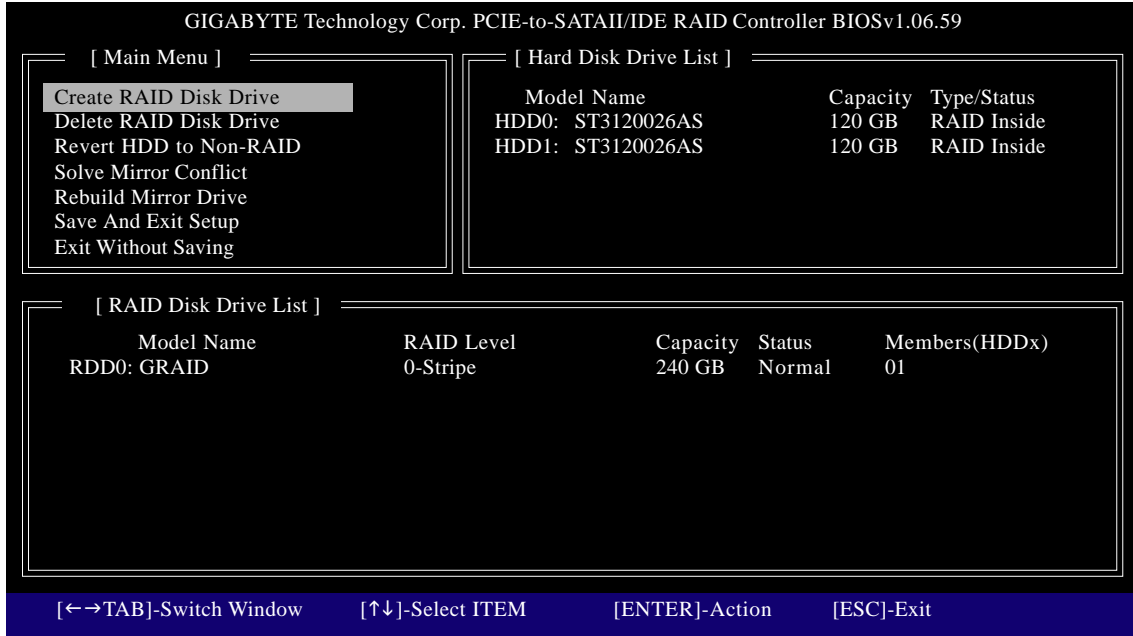 GIGABYTE Technology Corp. PCIE-to-SATAII/IDE RAID Controller BIOSv1.06.59
[ Main Menu ]
Create RAID Disk Drive
Delete RAID Disk Drive
Revert HDD to Non-RAID
Solve Mirror Conflict
Rebuild Mirror Drive
Save And Exit Setup
Exit Without Saving
[ Hard Disk Drive List ]
Model Name Capacity Type/Status
HDD0: ST3120026AS 120 GB RAID Inside
HDD1: ST3120026AS 120 GB RAID Inside
[ RAID Disk Drive List ]
Model Name RAID Level Capacity Status Members(HDDx)
RDD0: GRAID 0-Stripe 240 GB Normal 01
[←→TAB]-Switch Window [↑↓]-Select ITEM [ENTER]-Action [ESC]-Exit